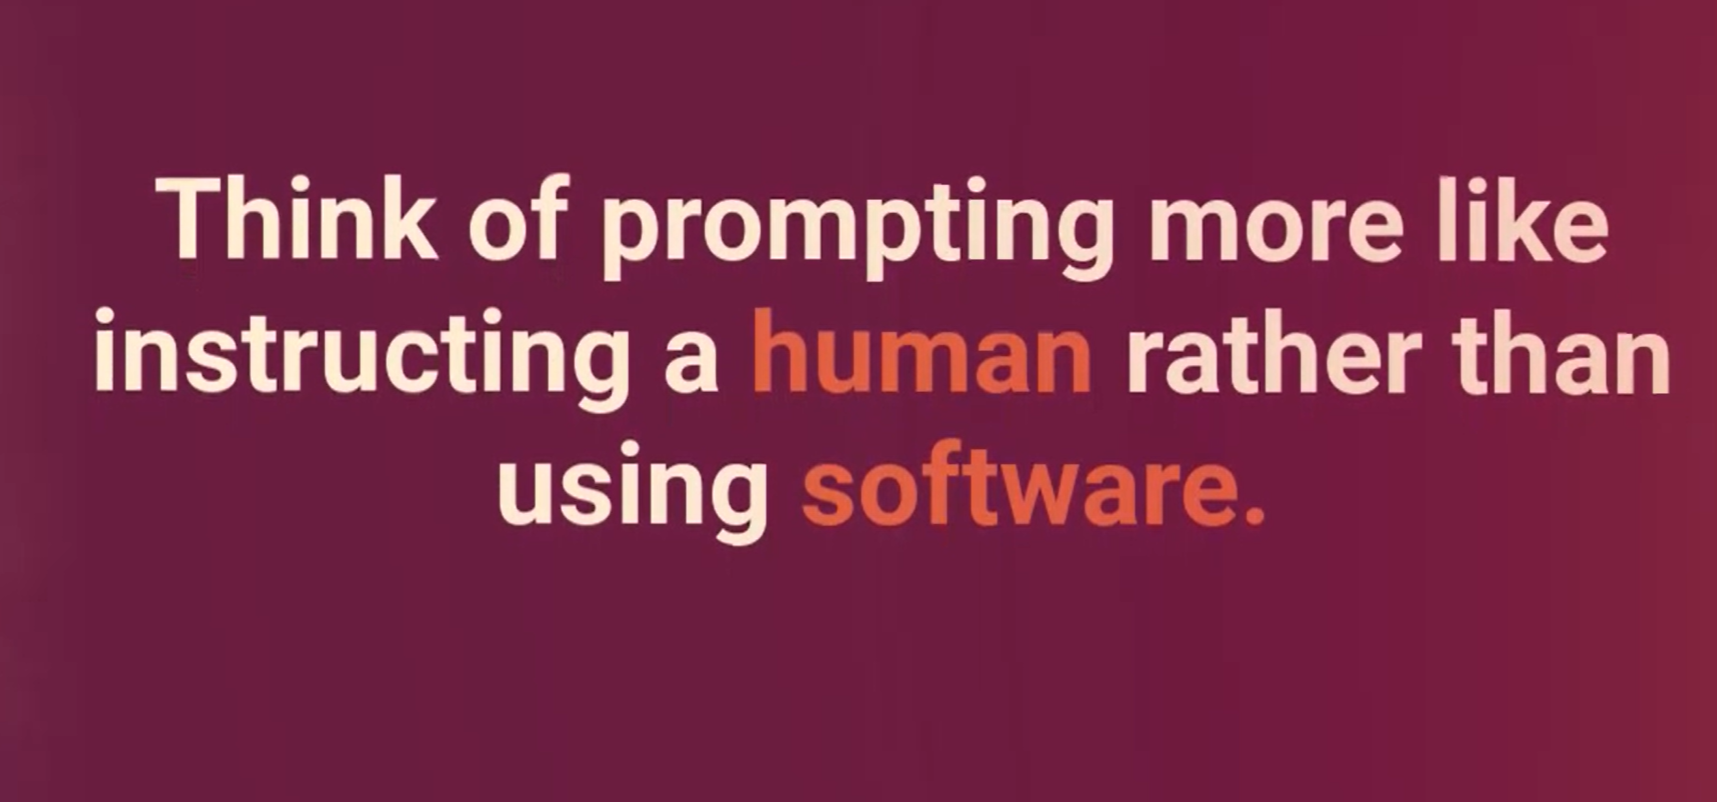 Think of prompting more like
instructing a human rather than
using software.